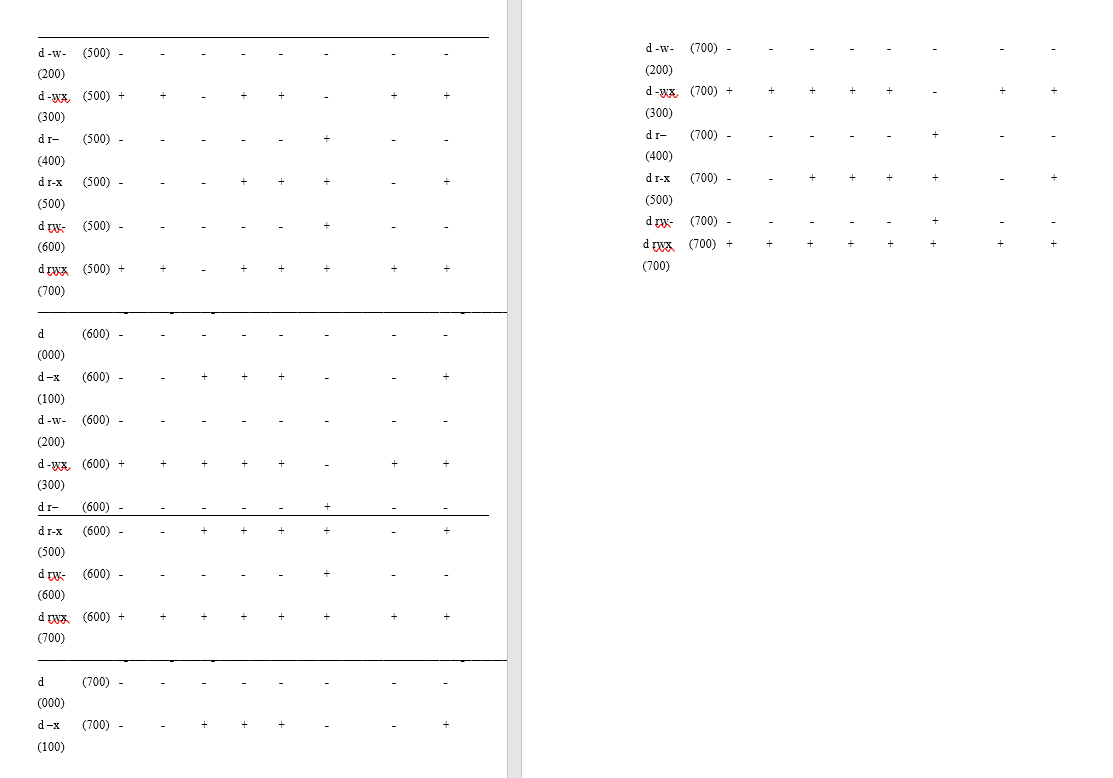 d -w- (500) - - - - - - - -
(200)
d -wx (500) + + - + + - + +
(300)
d r– (500) - - - - - + - -
(400)
d r-x (500) - - - + + + - +
(500)
d rw- (500) - - - - - + - -
(600)
d rwx (500) + + - + + + + +
(700)
d (600) - - - - - - - -
(000)
d –x (600) - - + + + - - +
(100)
d -w- (600) - - - - - - - -
(200)
d -wx (600) + + + + + - + +
(300)
d r– (600) - - - - - + - -
d r-x (600) - - + + + + - +
(500)
d rw- (600) - - - - - + - -
(600)
d rwx (600) + + + + + + + +
(700)
d (700) - - - - - - - -
(000)
d –x (700) - - + + + - - +
(100)
d -w- (700) - - - - - - - -
(200)
d -wx (700) + + + + + - + +
(300)
d r– (700) - - - - - + - -
(400)
d r-x (700) - - + + + + - +
(500)
d rw- (700) - - - - - + - -
d rwx (700) + + + + + + + +
(700)